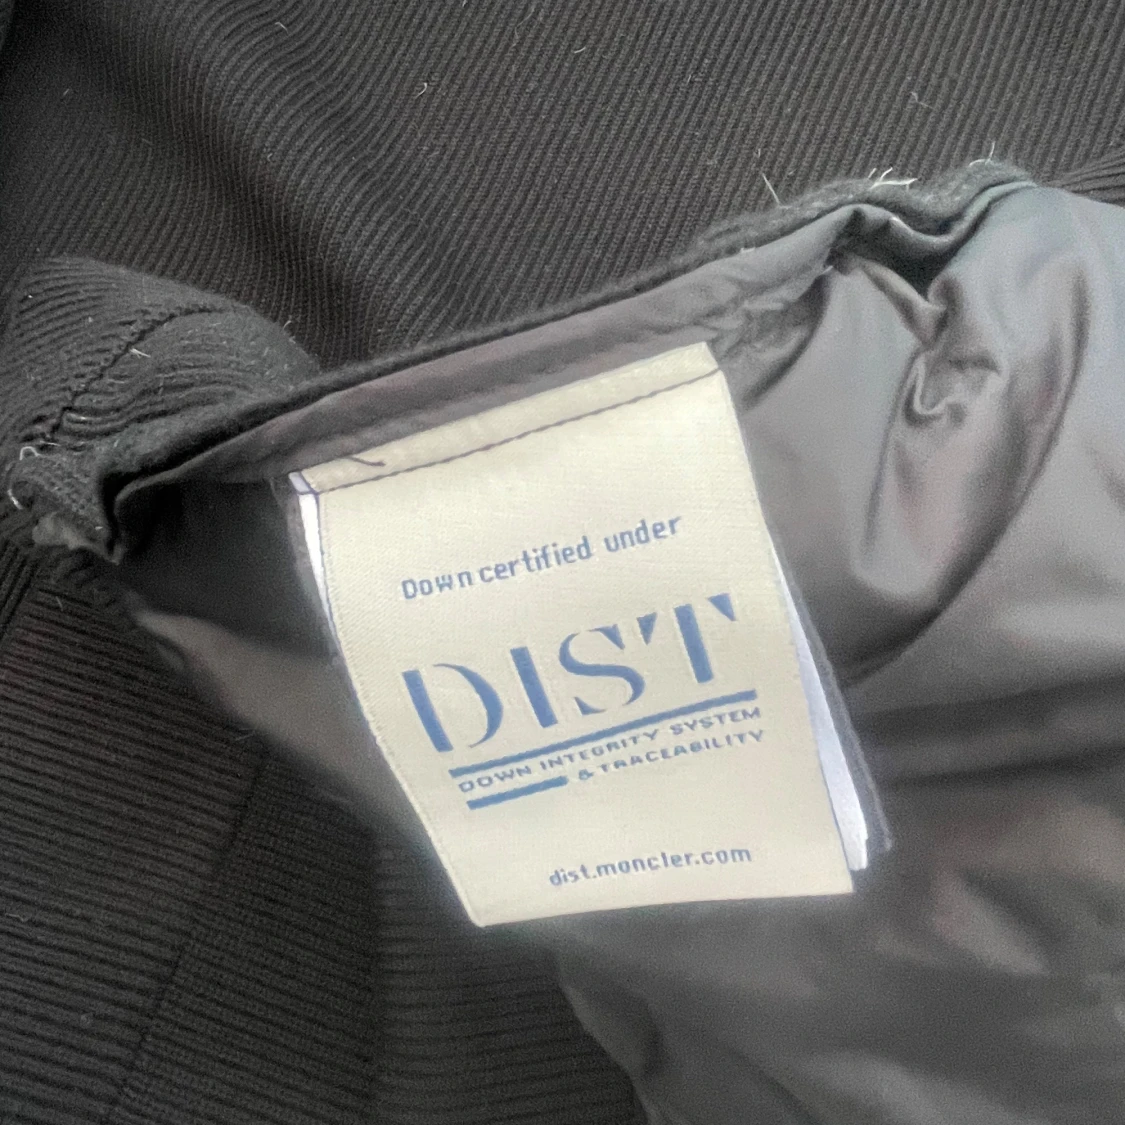 Down certified under
DIST
DOWN INTEGRITY SYSTEM
& TRACEABILITY
dist.moncler.com